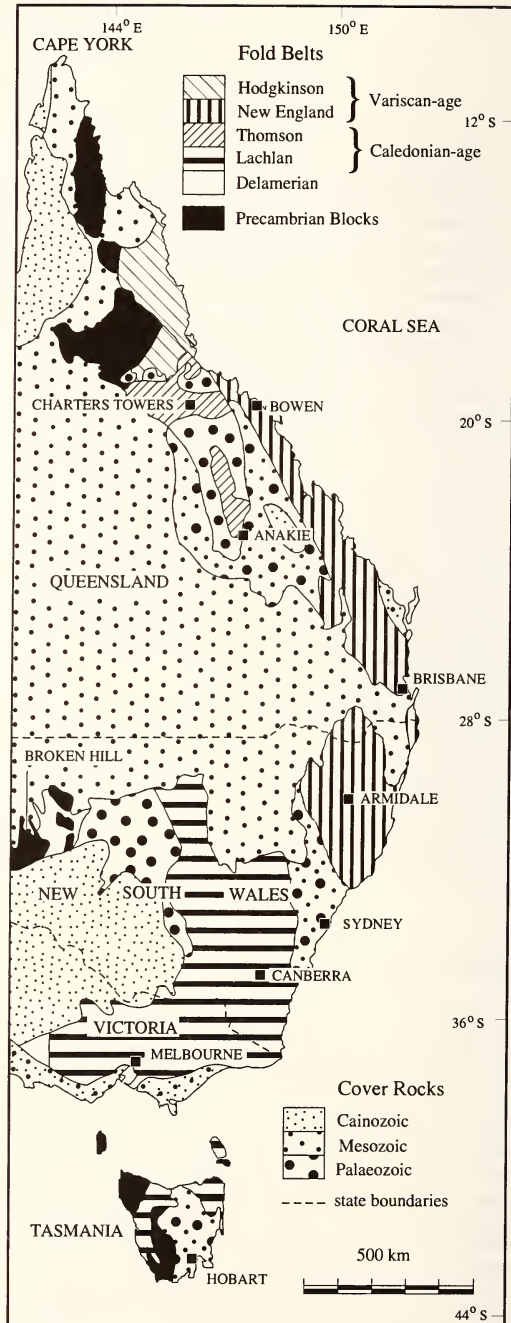 144° E
150° E
CAPE YORK
Fold Belts
Hodgkinson
New England
Variscan-age
Thomson
Lachlan
Caledonian-age
Delamerian
Precambrian Blocks
12° S
CORAL SEA
CHARTERS TOWERS
BOWEN
20° S
ANAKIE
QUEENSLAND
BRISBANE
28° S
BROKEN HILL
ARMIDALE
NEW SOUTH WALES
SYDNEY
CANBERRA
36° S
VICTORIA
MELBOURNE
Cover Rocks
Cainozoic
Mesozoic
Palaeozoic
state boundaries
TASMANIA
500 km
HOBART
44° S